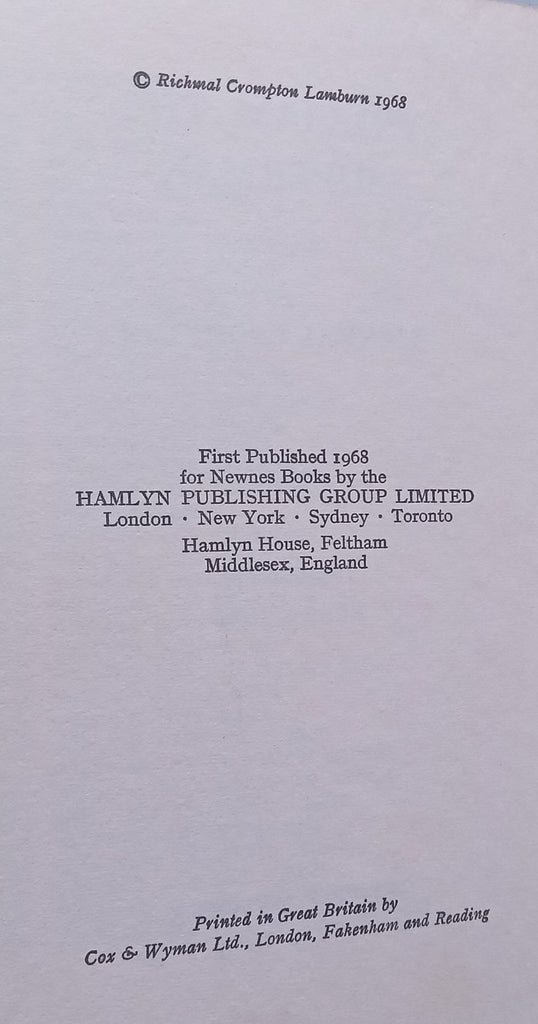 © Richmal Crompton Lamburn 1968
First Published 1968
for Newnes Books by the
HAMLYN PUBLISHING GROUP LIMITED
London · New York · Sydney · Toronto
Hamlyn House, Feltham
Middlesex, England
Printed in Great Britain by
Cox & Wyman Ltd., London, Fakenham and Reading